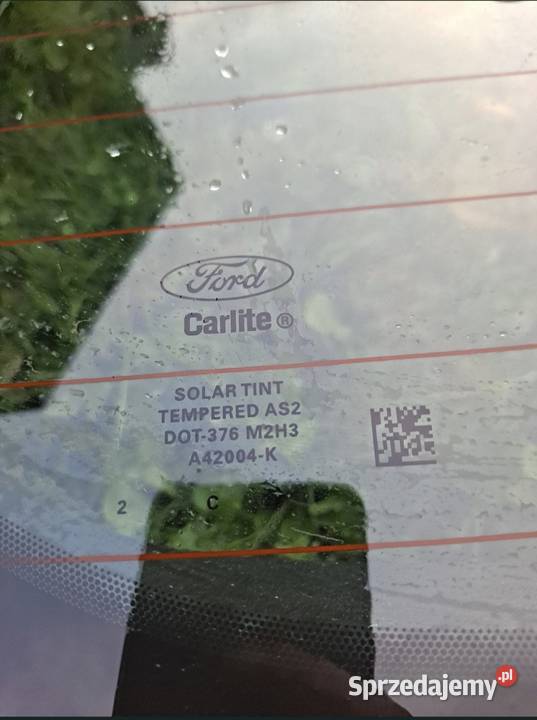 Ford
Carlite®
SOLAR TINT
TEMPERED AS2
DOT-376 M2H3
A42004-K
2 C
Sprzedajemy.pl